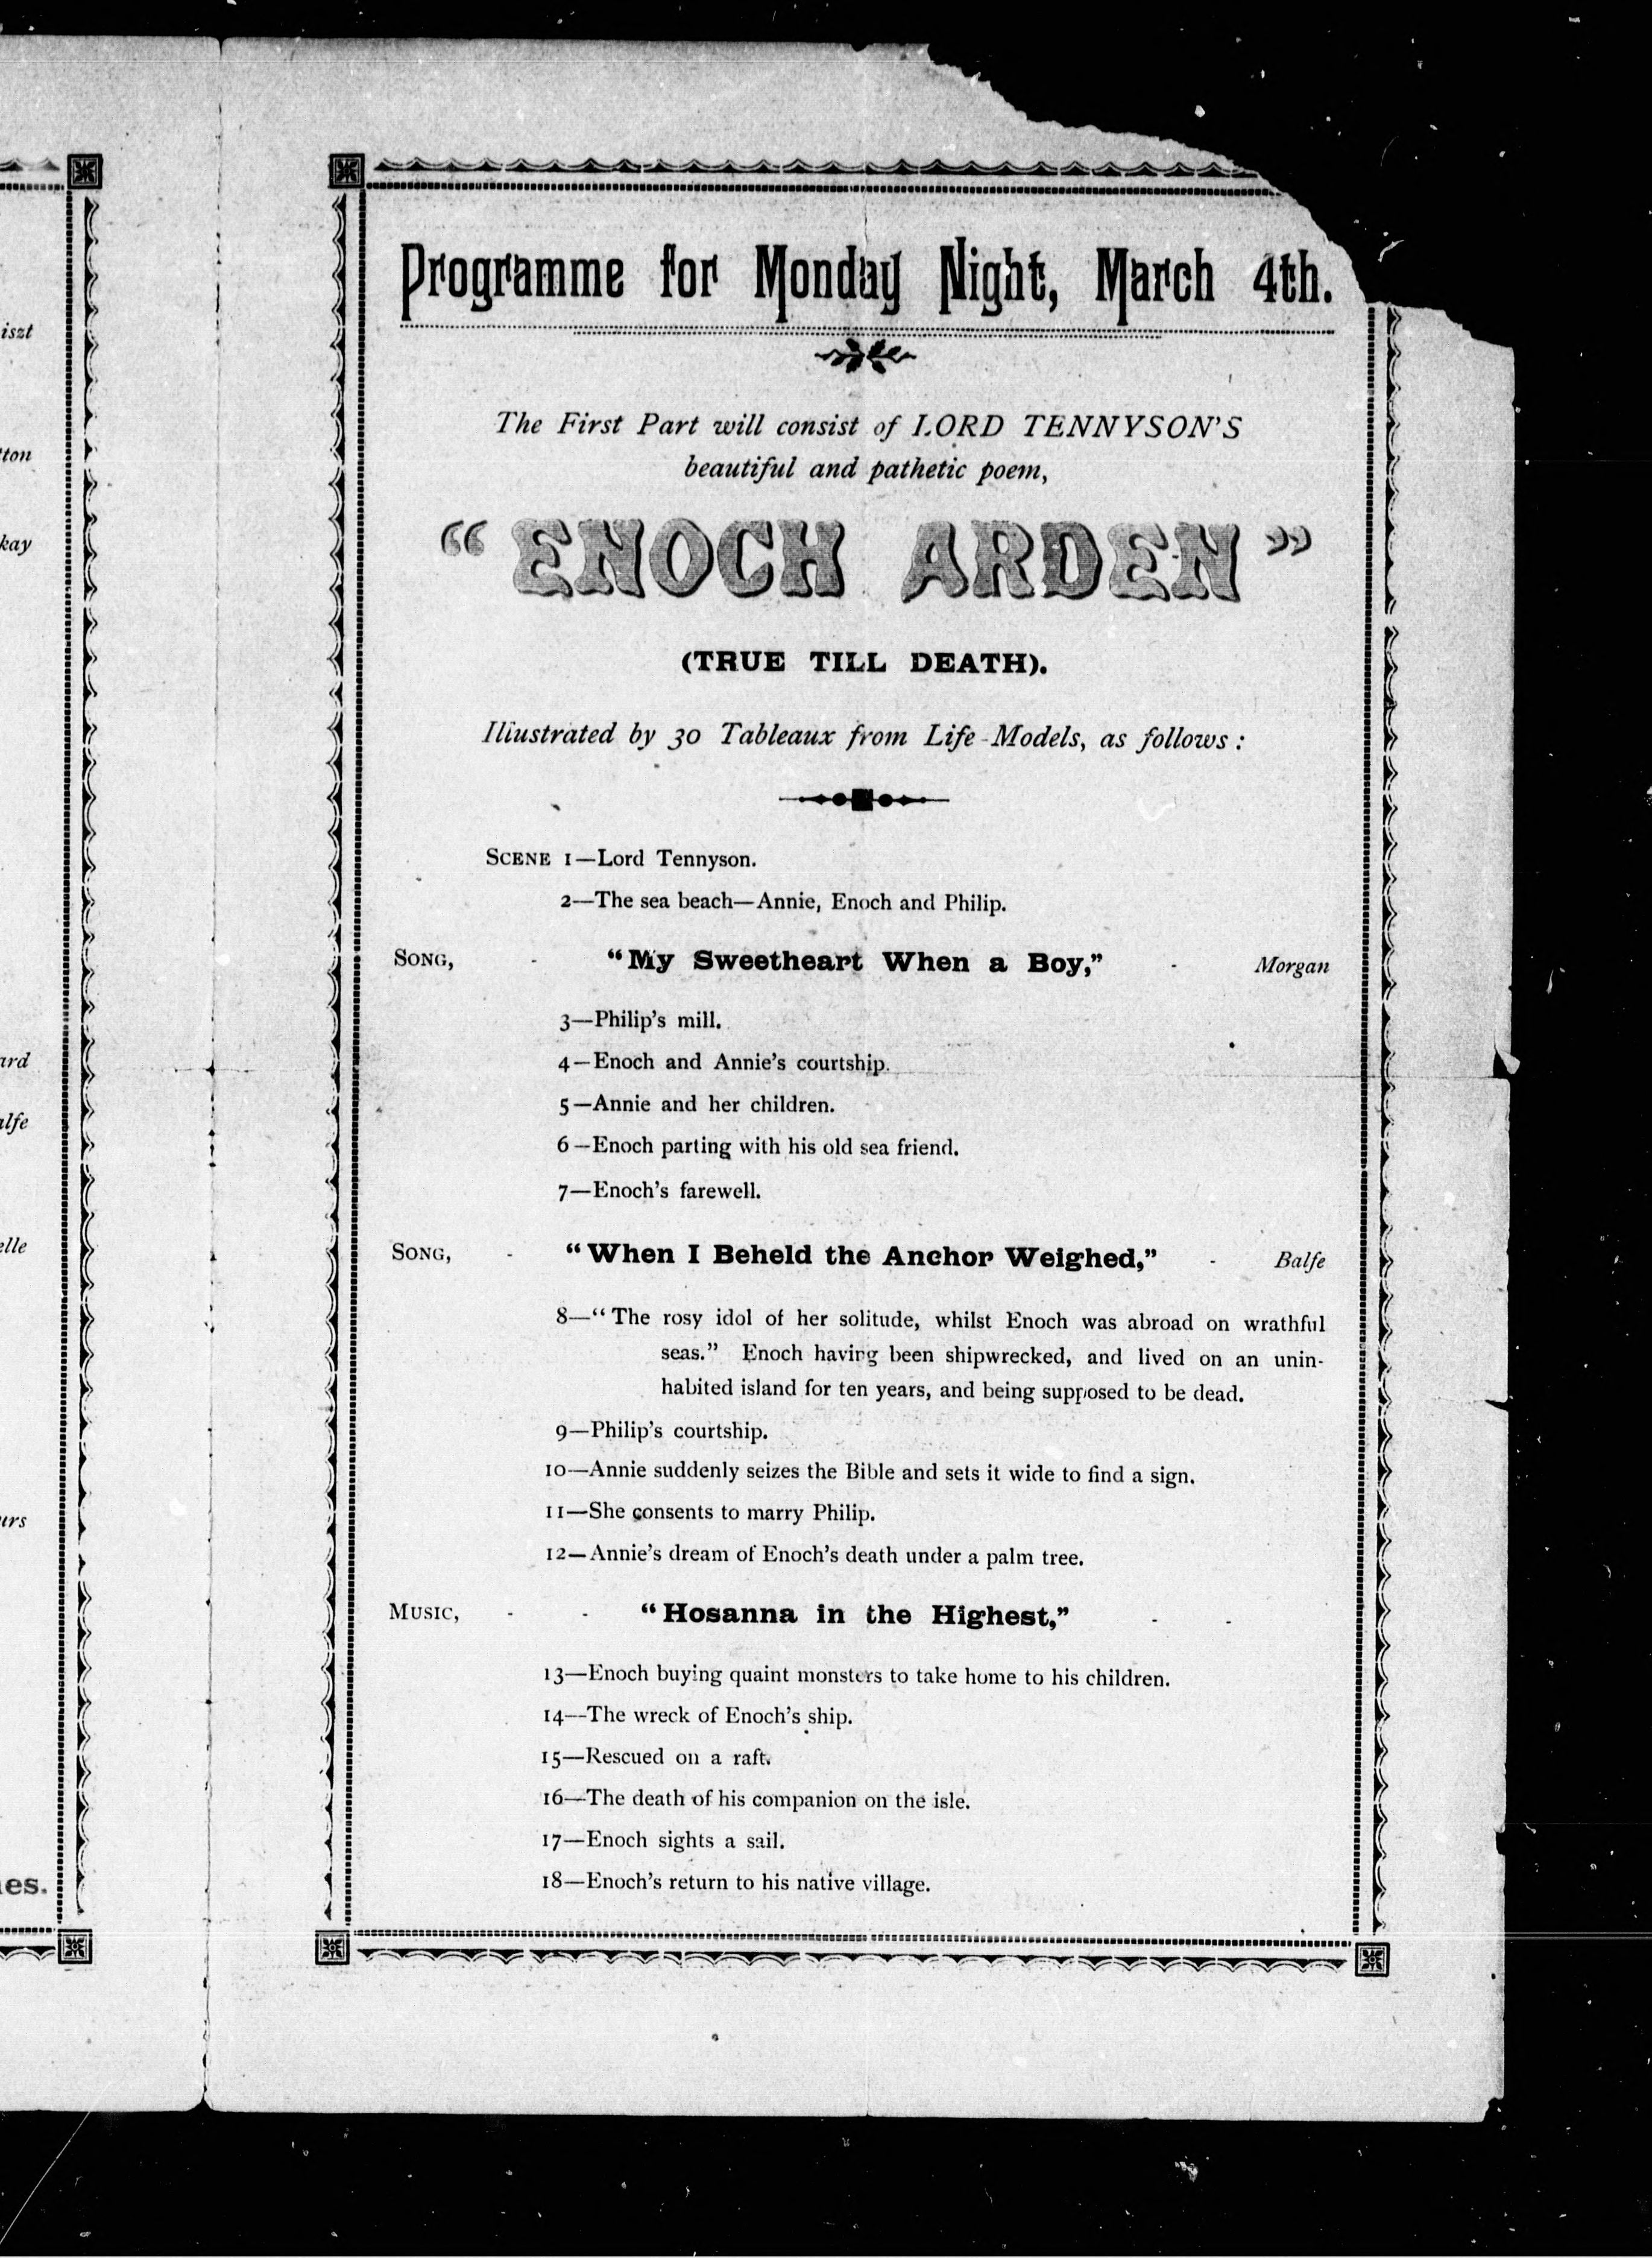 iszt
tton
kay
ard
alfe
elle
urs
es.
Programme for Monday Night, March 4th.
The First Part will consist of LORD TENNYSON'S
beautiful and pathetic poem,
“ENOCH ARDEN”
(TRUE TILL DEATH).
Illustrated by 30 Tableaux from Life-Models, as follows:
SCENE 1—Lord Tennyson.
2—The sea beach—Annie, Enoch and Philip.
SONG, - “My Sweetheart When a Boy,” - Morgan
3—Philip's mill.
4—Enoch and Annie's courtship.
5—Annie and her children.
6—Enoch parting with his old sea friend.
7—Enoch's farewell.
SONG, - “When I Beheld the Anchor Weighed,” - Balfe
8—“The rosy idol of her solitude, whilst Enoch was abroad on wrathful
seas.” Enoch having been shipwrecked, and lived on an unin-
habited island for ten years, and being supposed to be dead.
9—Philip's courtship.
10—Annie suddenly seizes the Bible and sets it wide to find a sign.
11—She consents to marry Philip.
12—Annie's dream of Enoch's death under a palm tree.
MUSIC, - - “Hosanna in the Highest,” - -
13—Enoch buying quaint monsters to take home to his children.
14—The wreck of Enoch's ship.
15—Rescued on a raft.
16—The death of his companion on the isle.
17—Enoch sights a sail.
18—Enoch's return to his native village.